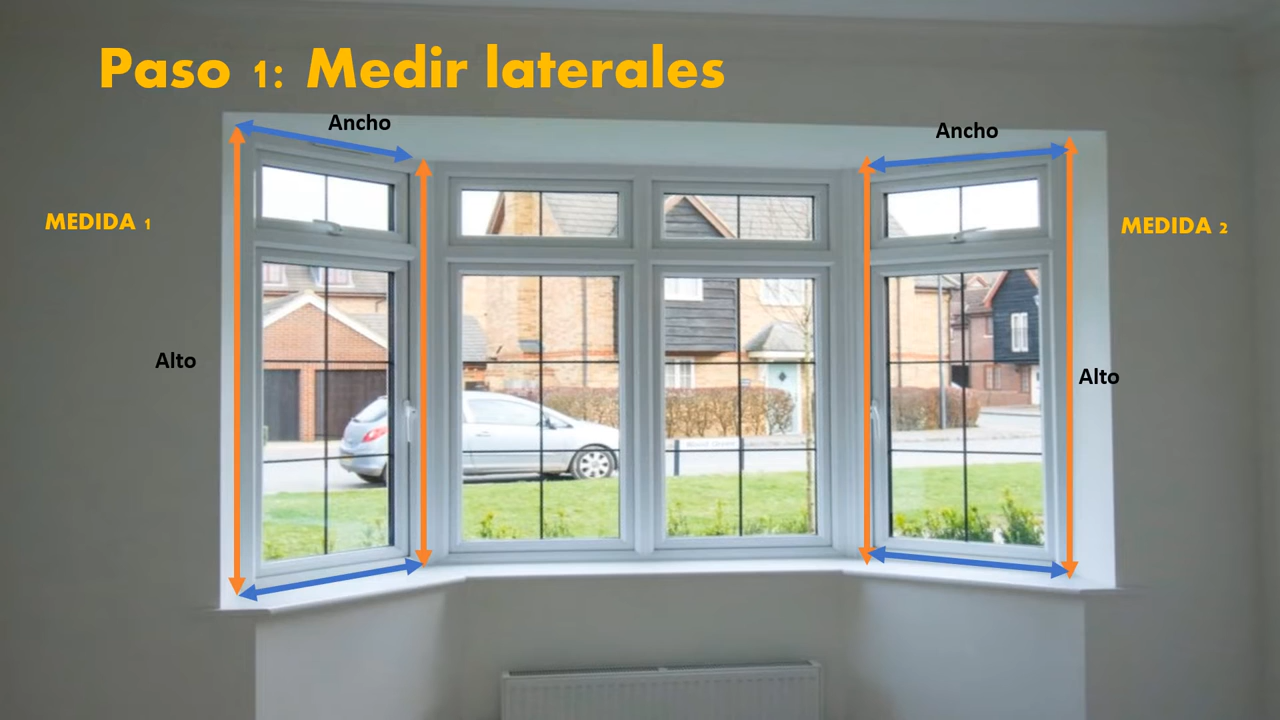 Paso 1: Medir laterales
Ancho
Ancho
MEDIDA 1
MEDIDA 2
Alto
Alto